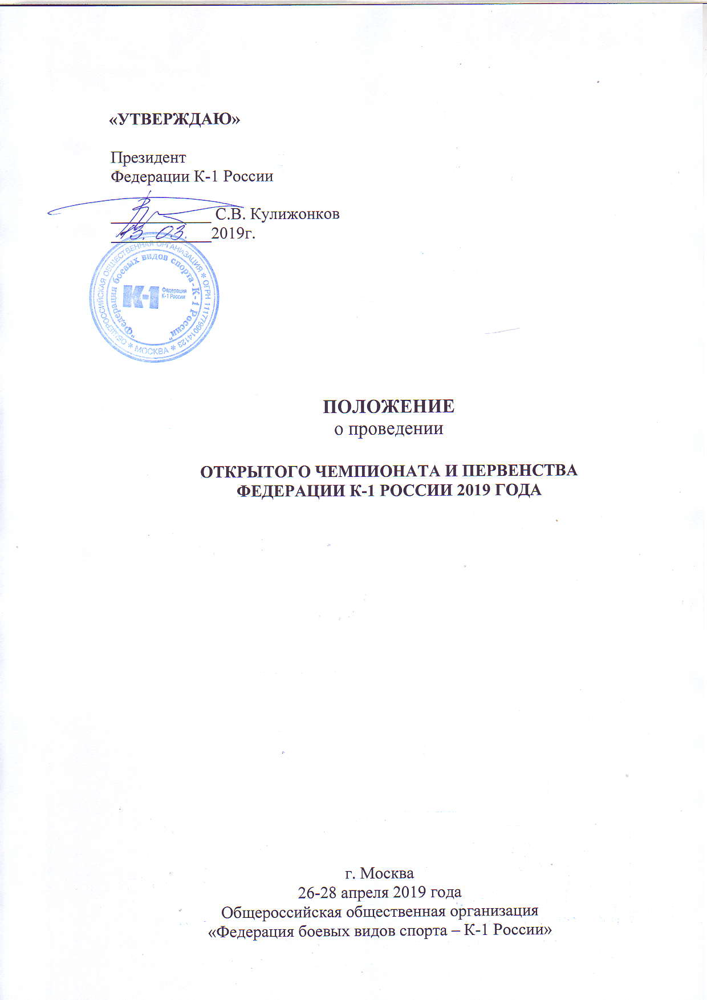 «УТВЕРЖДАЮ»
Президент
Федерации К-1 России
С.В. Кулижонков
13. 03. 2019г.
ОБЩЕРОССИЙСКАЯ ОБЩЕСТВЕННАЯ ОРГАНИЗАЦИЯ * ОГРН 1117799014123 * МОСКВА *
"Федерация боевых видов спорта-К-1 России"
К-1
Федерация
К-1 России
ПОЛОЖЕНИЕ
о проведении
ОТКРЫТОГО ЧЕМПИОНАТА И ПЕРВЕНСТВА
ФЕДЕРАЦИИ К-1 РОССИИ 2019 ГОДА
г. Москва
26-28 апреля 2019 года
Общероссийская общественная организация
«Федерация боевых видов спорта – К-1 России»